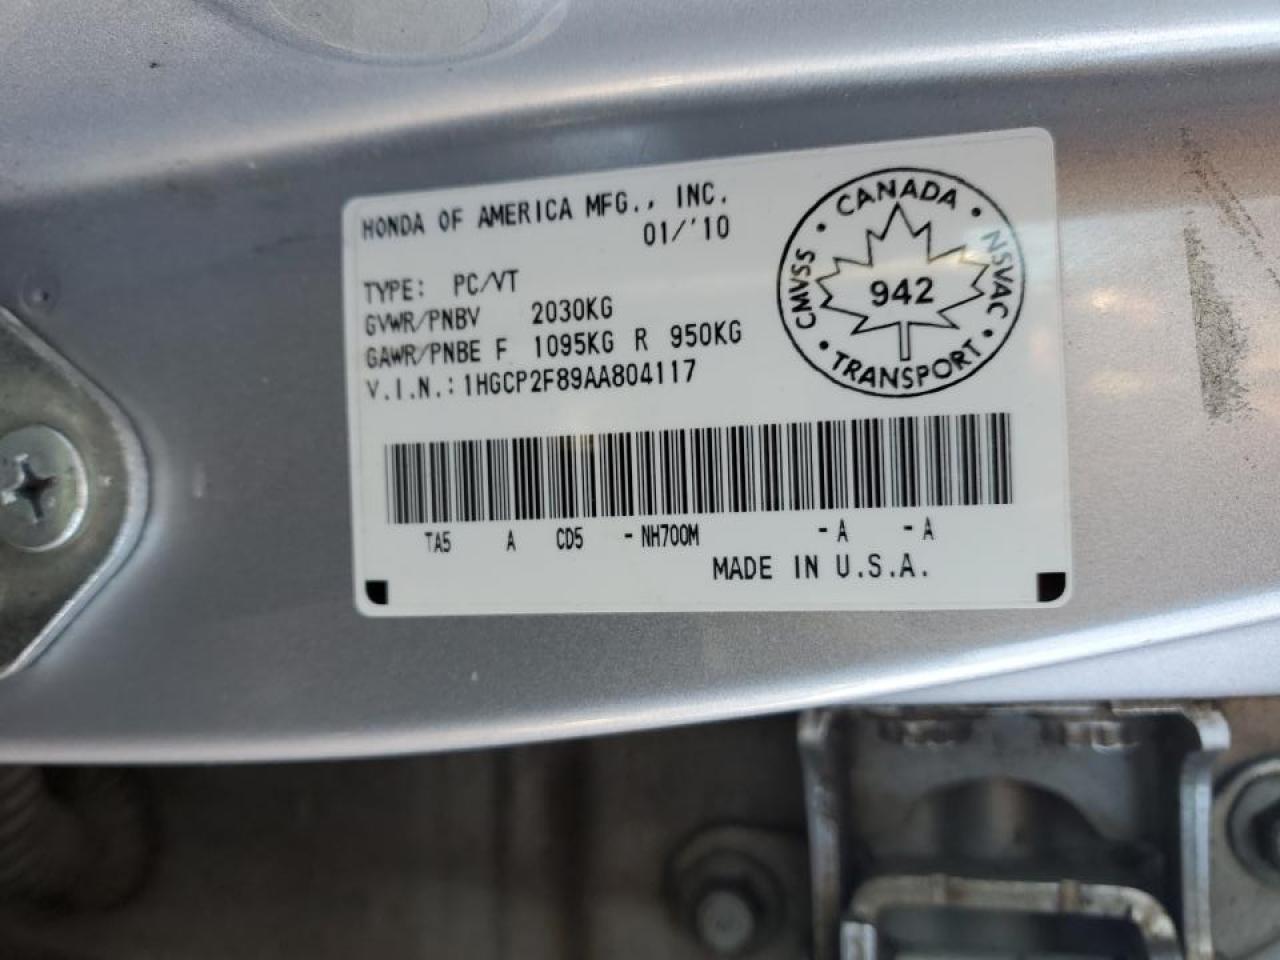 HONDA OF AMERICA MFG., INC.
01/'10
TYPE: PC/VT
GVWR/PNBV 2030KG
GAWR/PNBE F 1095KG R 950KG
V.I.N.: 1HGCP2F89AA804117
CANADA
CMVSS
NSVAC
942
TRANSPORT
TA5 A CD5 -NH700M -A -A
MADE IN U.S.A.